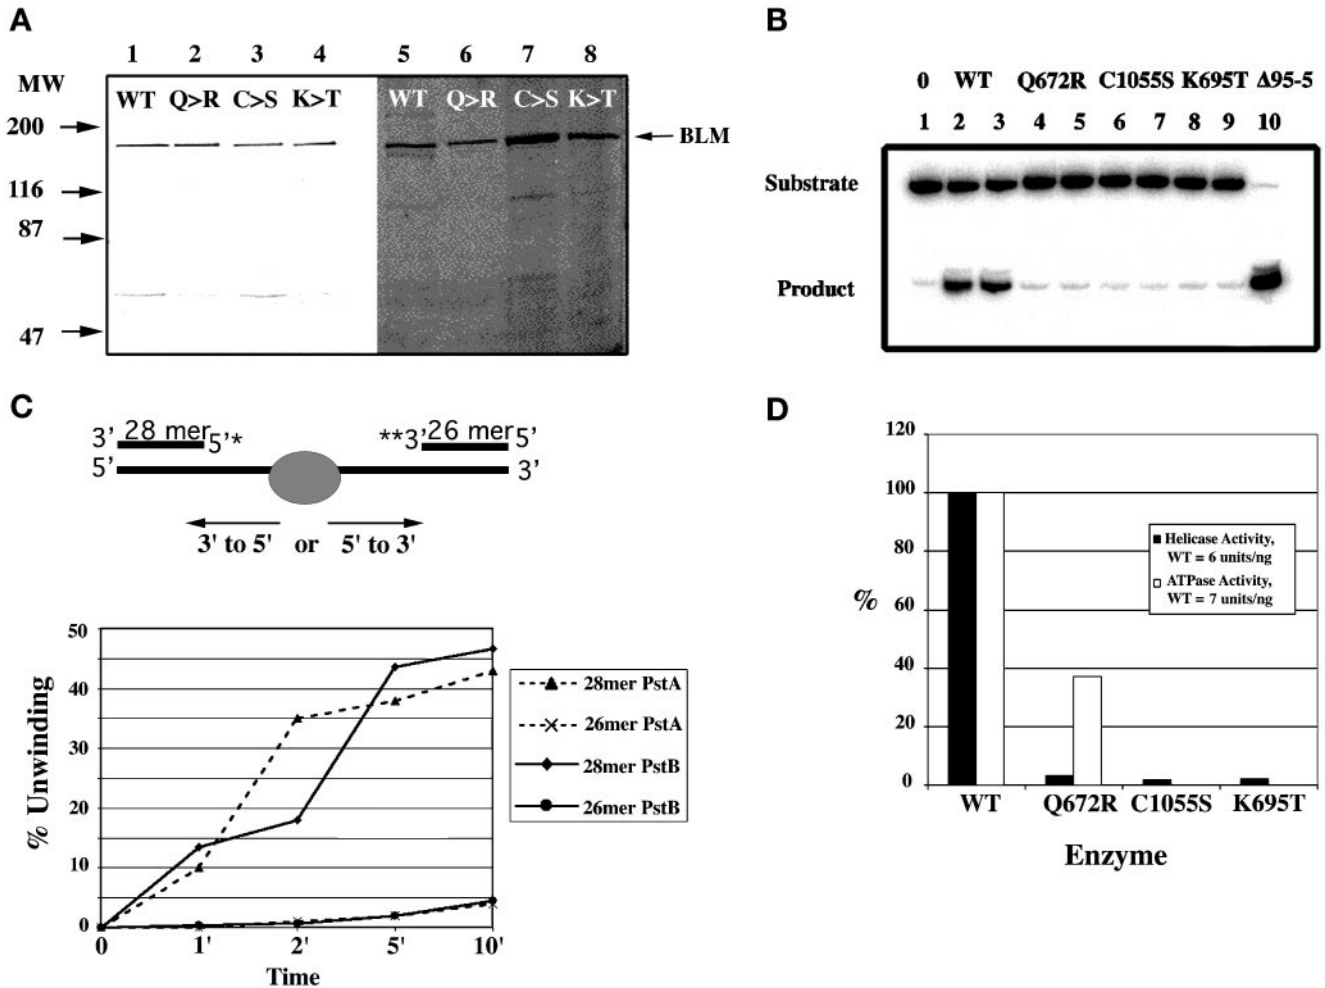 A
1 2 3 4 5 6 7 8
MW
WT Q>R C>S K>T WT Q>R C>S K>T
200
BLM
116
87
47
B
0 WT Q672R C1055S K695T Δ95-5
1 2 3 4 5 6 7 8 9 10
Substrate
Product
C
3' 28 mer 5'* **3' 26 mer 5'
5' 3'
3' to 5' or 5' to 3'
% Unwinding
50
40
30
20
10
0
0 1' 2' 5' 10'
Time
28mer PstA
26mer PstA
28mer PstB
26mer PstB
D
120
100
80
60
40
20
0
%
Helicase Activity,
WT = 6 units/ng
ATPase Activity,
WT = 7 units/ng
WT Q672R C1055S K695T
Enzyme